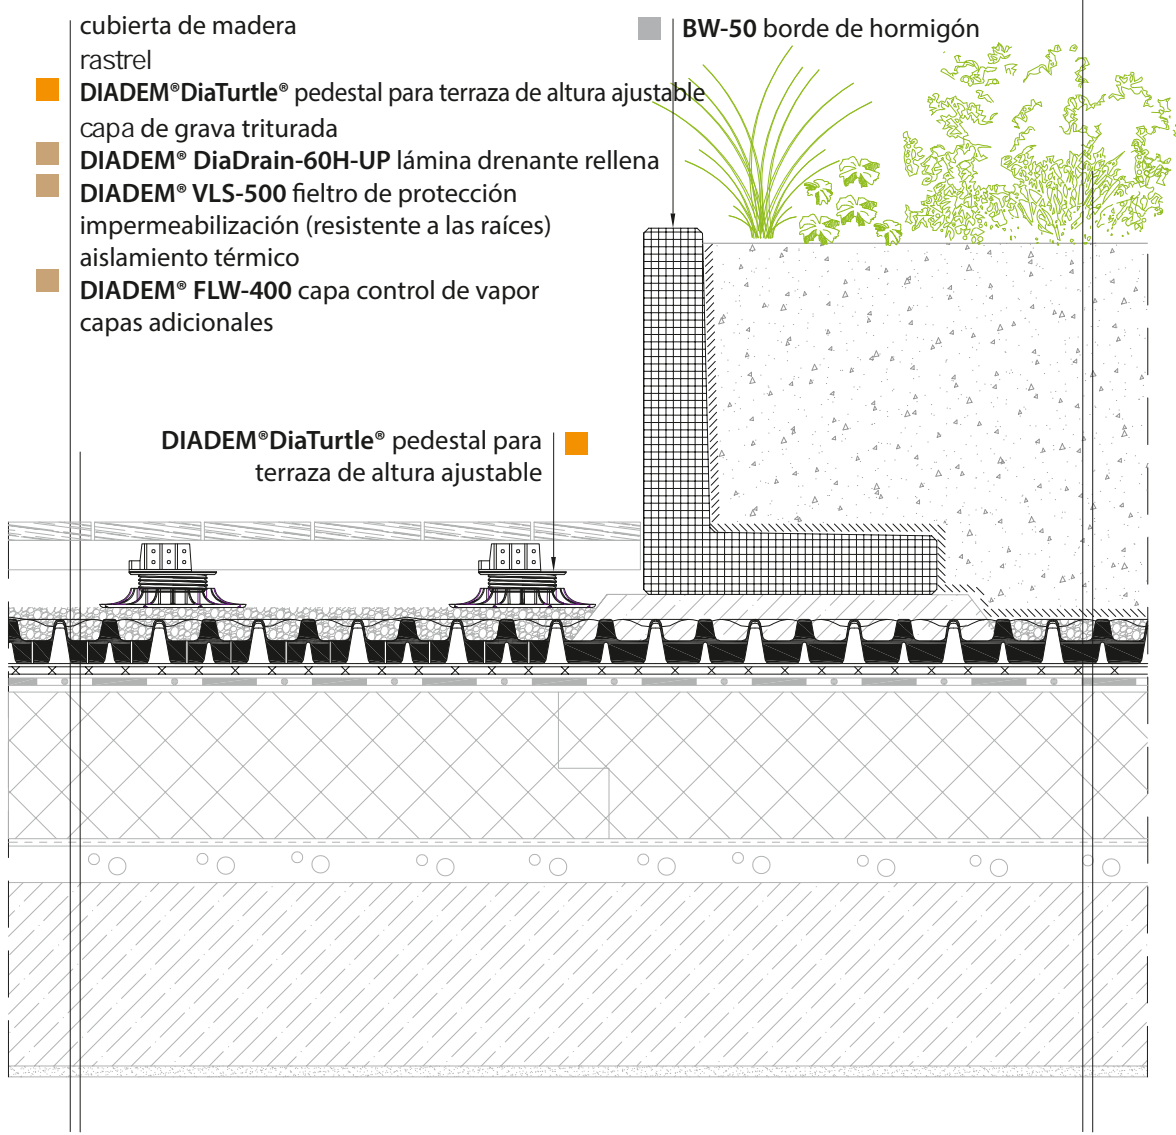 cubierta de madera
rastrel
DIADEM®DiaTurtle® pedestal para terraza de altura ajustable
capa de grava triturada
DIADEM® DiaDrain-60H-UP lámina drenante rellena
DIADEM® VLS-500 fieltro de protección
impermeabilización (resistente a las raíces)
aislamiento térmico
DIADEM® FLW-400 capa control de vapor
capas adicionales
BW-50 borde de hormigón
DIADEM®DiaTurtle® pedestal para
terraza de altura ajustable